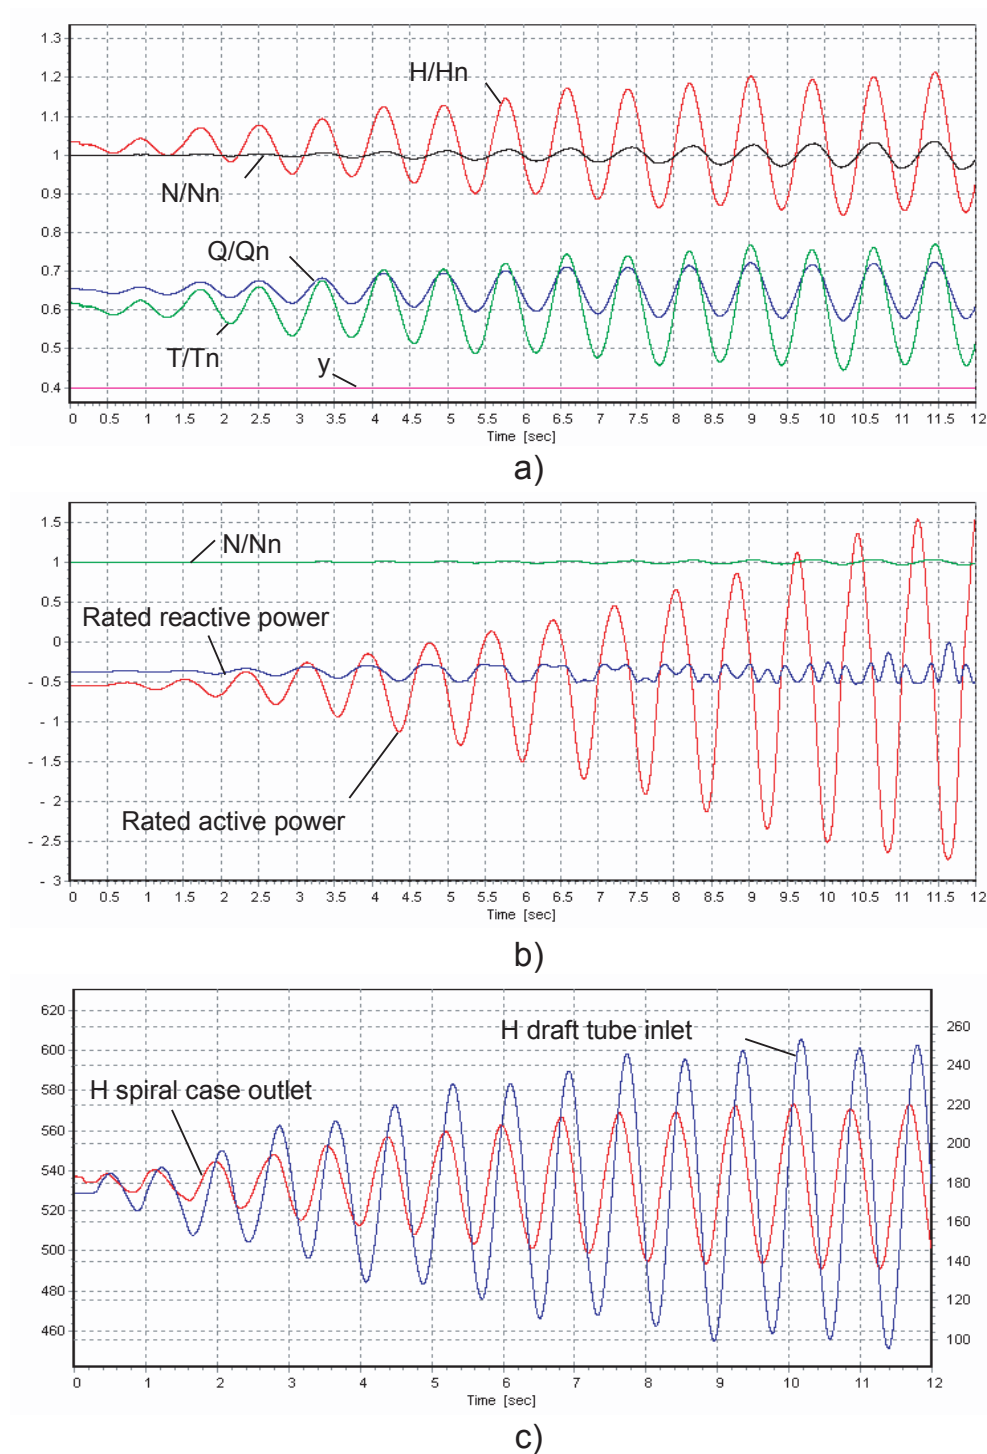 1.3
1.2
1.1
1
0.9
0.8
0.7
0.6
0.5
0.4
H/Hn
N/Nn
Q/Qn
T/Tn
y
0 0.5 1 1.5 2 2.5 3 3.5 4 4.5 5 5.5 6 6.5 7 7.5 8 8.5 9 9.5 10 10.5 11 11.5 12
Time [sec]
a)
1.5
1
0.5
0
- 0.5
- 1
- 1.5
- 2
- 2.5
- 3
N/Nn
Rated reactive power
Rated active power
0 0.5 1 1.5 2 2.5 3 3.5 4 4.5 5 5.5 6 6.5 7 7.5 8 8.5 9 9.5 10 10.5 11 11.5 12
Time [sec]
b)
620
600
580
560
540
520
500
480
460
H draft tube inlet
H spiral case outlet
260
240
220
200
180
160
140
120
100
0 1 2 3 4 5 6 7 8 9 10 11 12
Time [sec]
c)